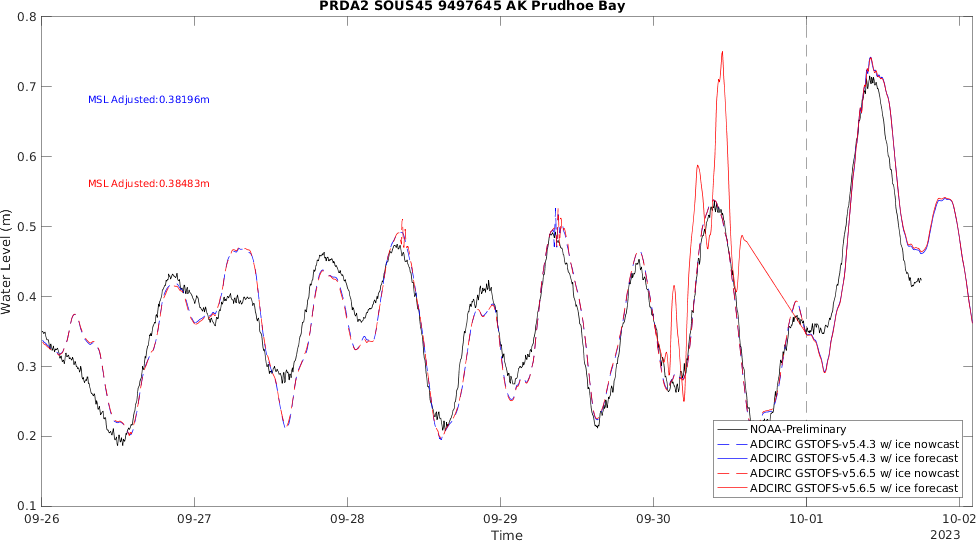 PRDA2 SOUS45 9497645 AK Prudhoe Bay
0.8
0.7
0.6
0.5
0.4
0.3
0.2
0.1
Water Level (m)
MSL Adjusted:0.38196m
MSL Adjusted:0.38483m
NOAA-Preliminary
ADCIRC GSTOFS-v5.4.3 w/ ice nowcast
ADCIRC GSTOFS-v5.4.3 w/ ice forecast
ADCIRC GSTOFS-v5.6.5 w/ ice nowcast
ADCIRC GSTOFS-v5.6.5 w/ ice forecast
09-26 09-27 09-28 09-29 09-30 10-01 10-02
Time
2023